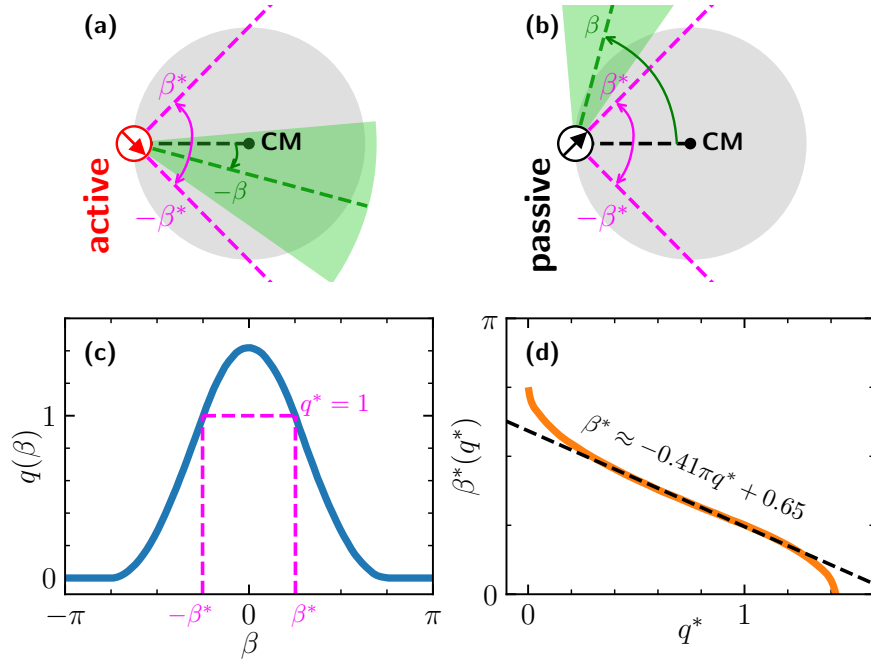 (a)
β*
CM
−β
−β*
active
(b)
β
β*
CM
−β*
passive
(c)
q* = 1
1
0
q(β)
−π
−β*
0
β*
π
β
(d)
π
0
β*(q*)
β* ≈ −0.41πq* + 0.65
0
1
q*